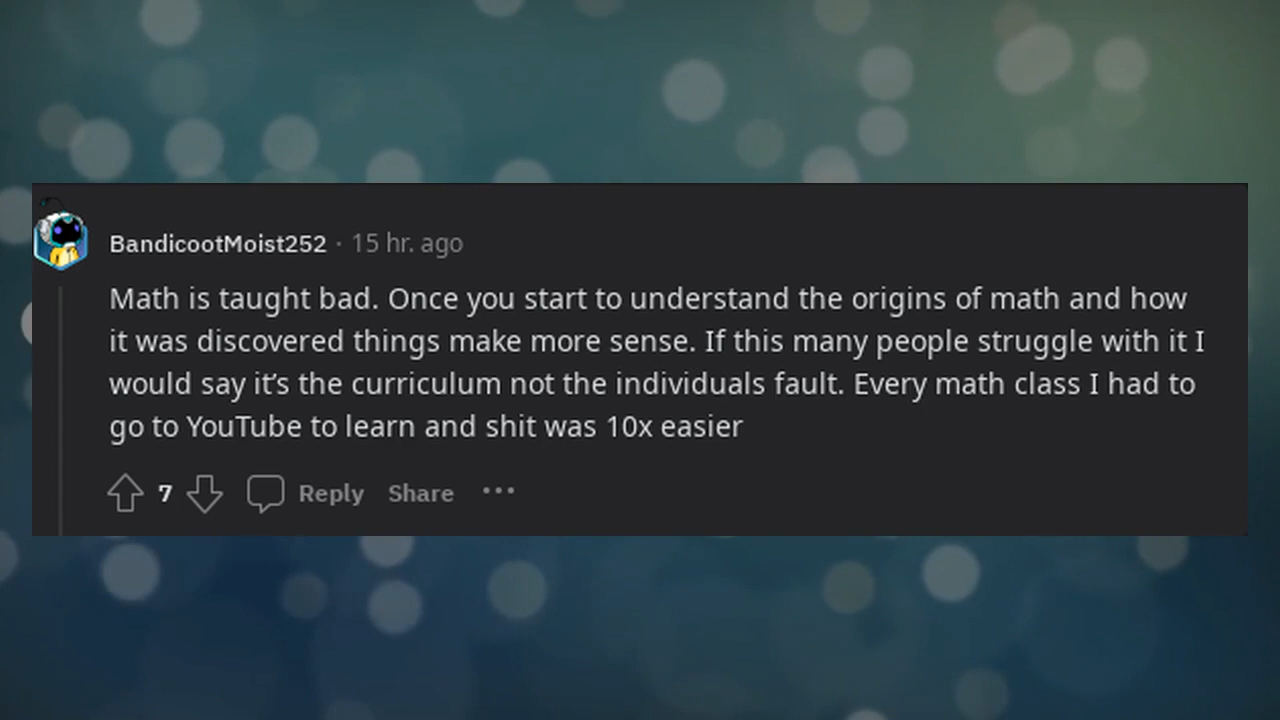 BandicootMoist252 · 15 hr. ago
Math is taught bad. Once you start to understand the origins of math and how
it was discovered things make more sense. If this many people struggle with it I
would say it’s the curriculum not the individuals fault. Every math class I had to
go to YouTube to learn and shit was 10x easier
7 Reply Share ···